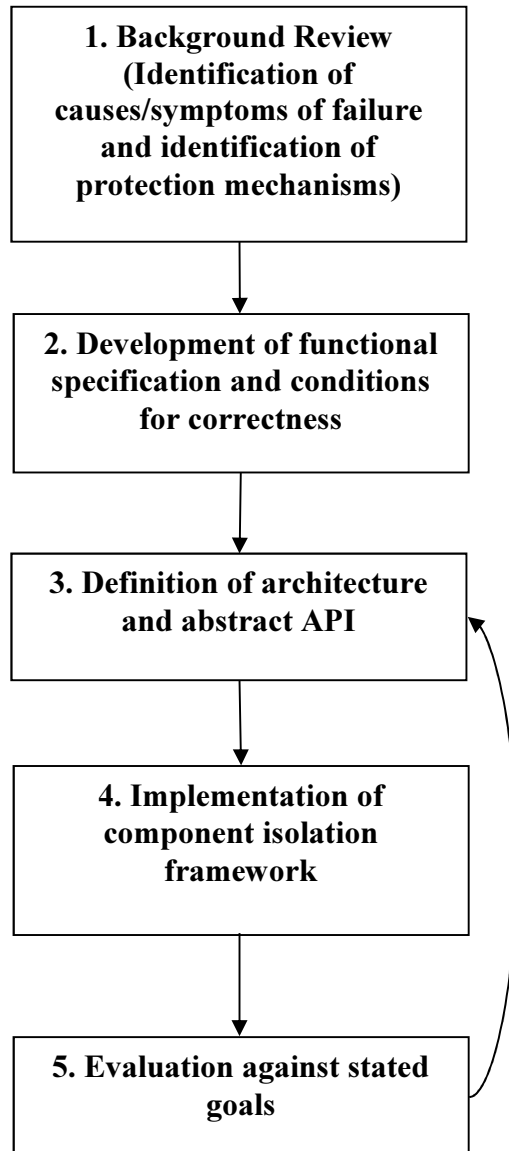 1. Background Review
(Identification of
causes/symptoms of failure
and identification of
protection mechanisms)
2. Development of functional
specification and conditions
for correctness
3. Definition of architecture
and abstract API
4. Implementation of
component isolation
framework
5. Evaluation against stated
goals